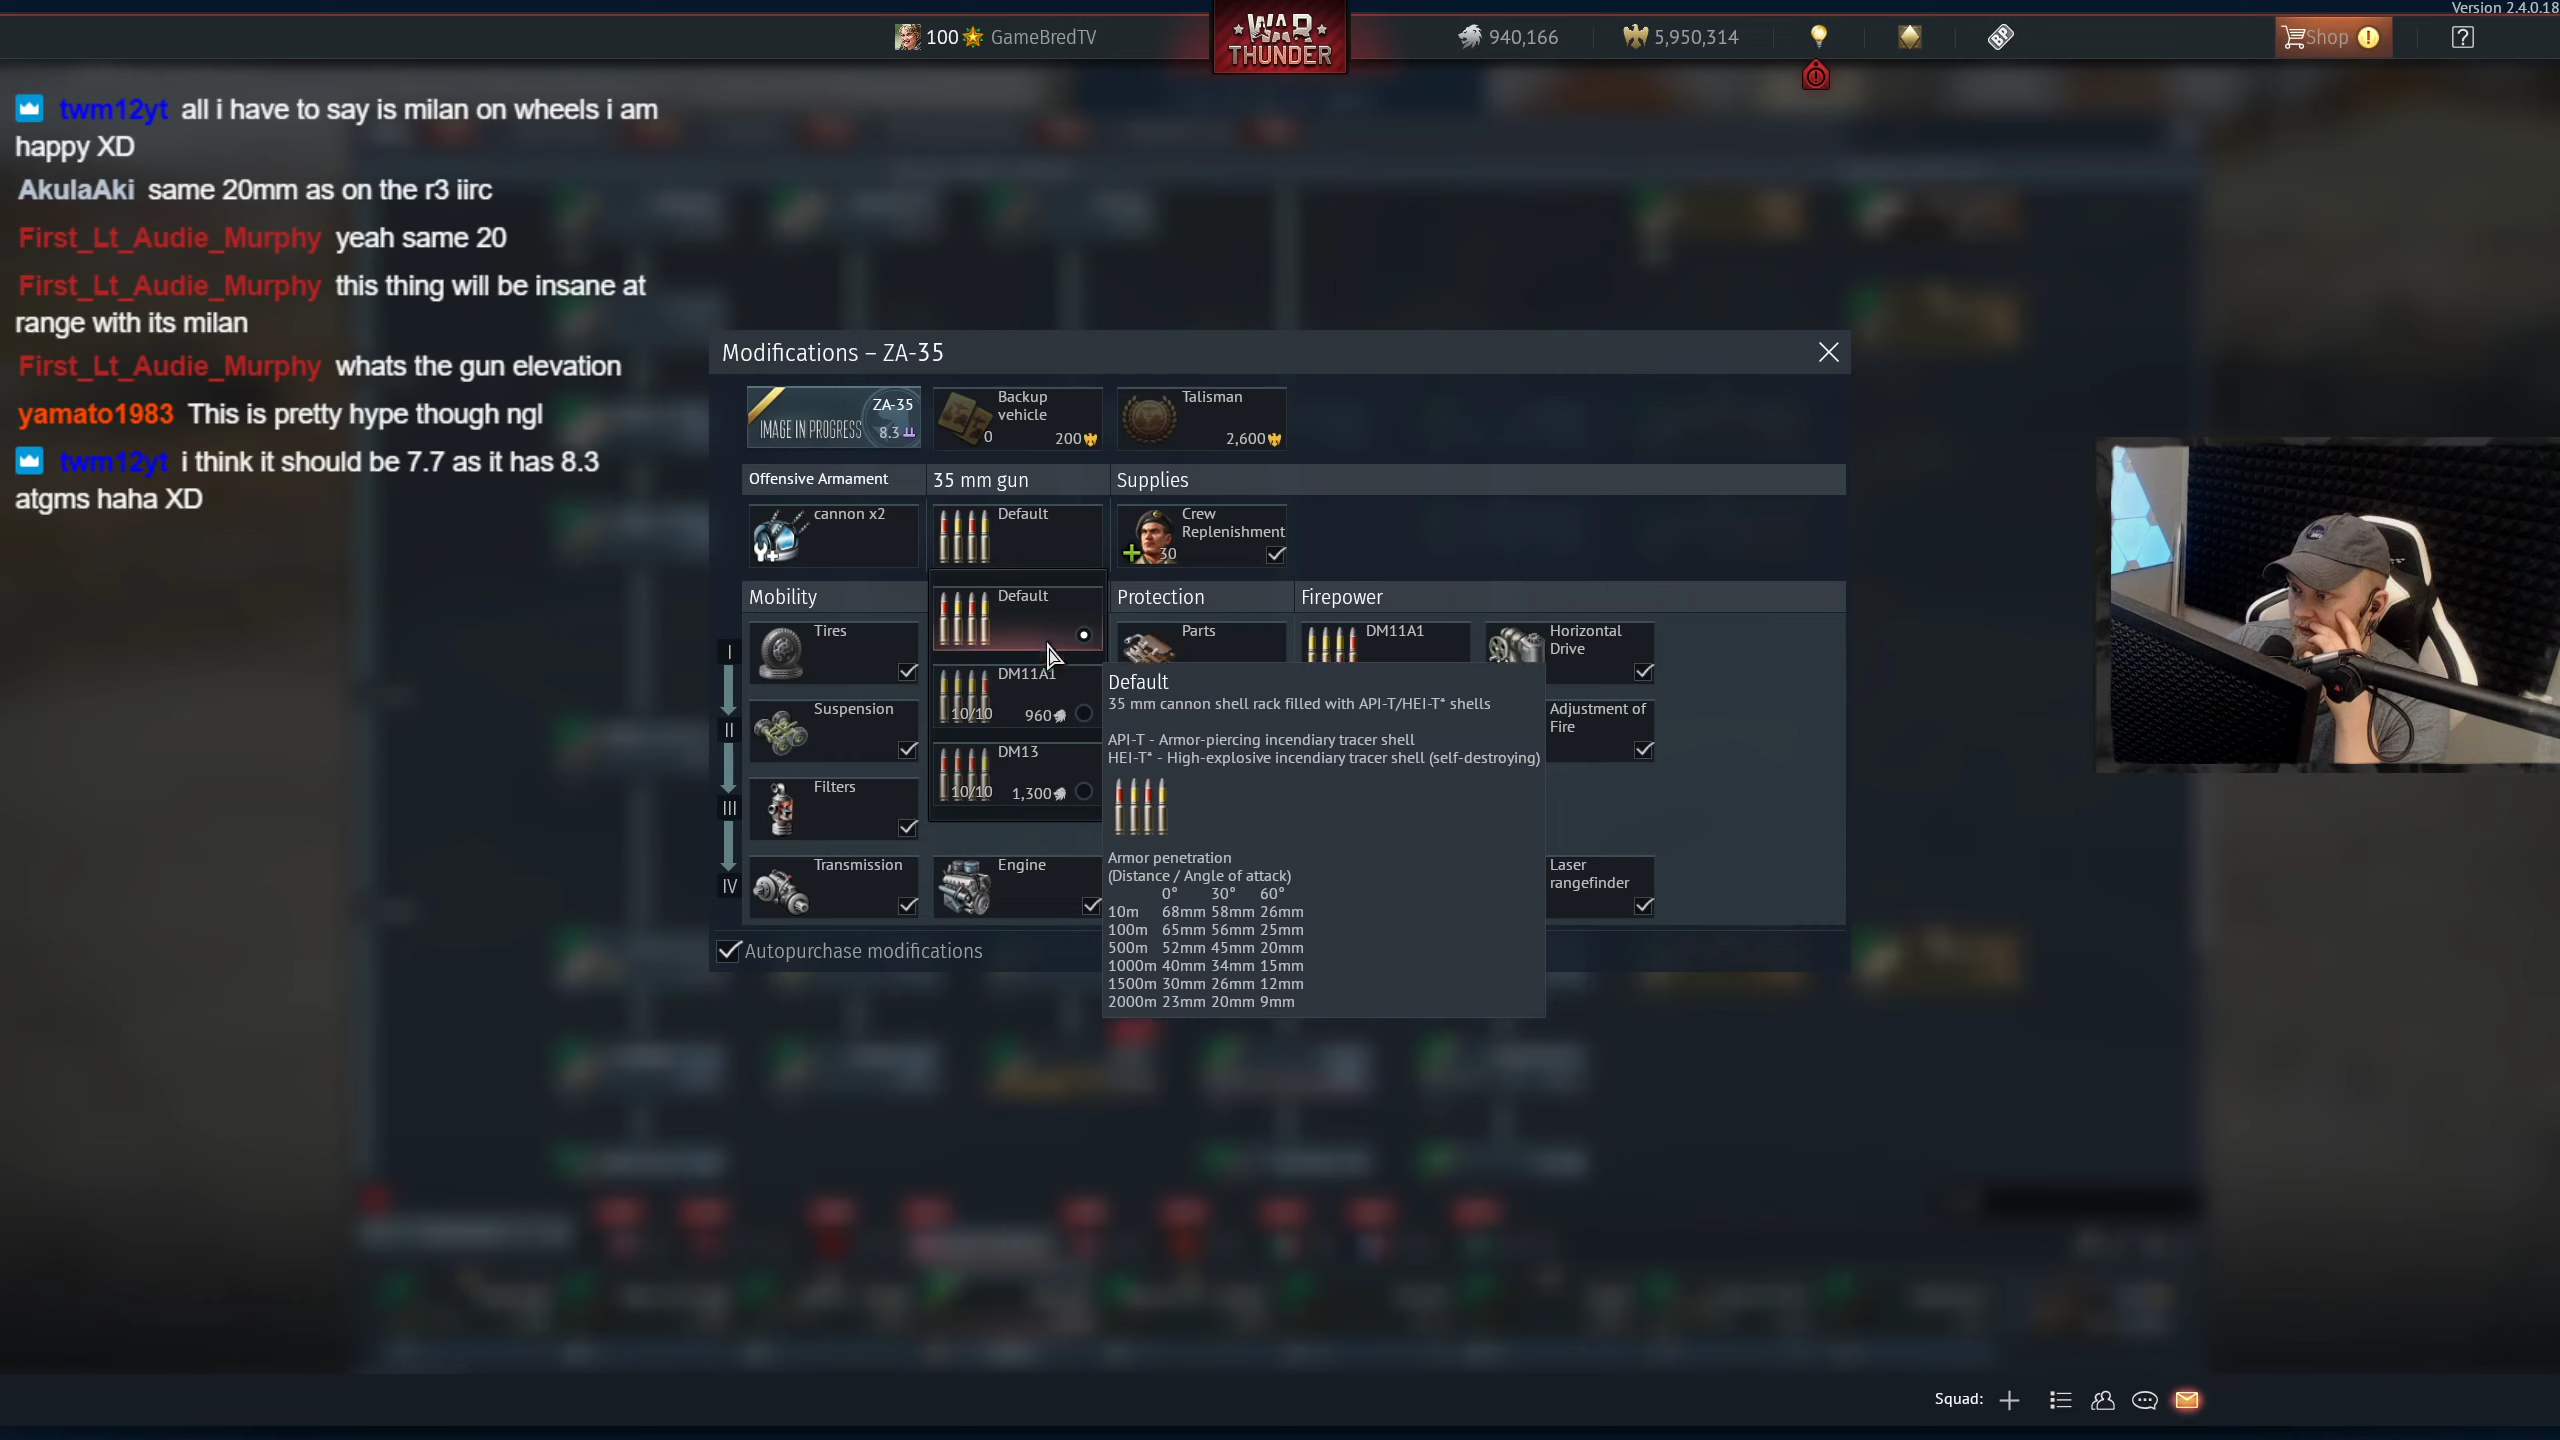 Version 2.4.0.18
100 GameBredTV
WAR
THUNDER
940,166
5,950,314
BP
Shop
?
twm12yt all i have to say is milan on wheels i am
happy XD
AkulaAki same 20mm as on the r3 iirc
First_Lt_Audie_Murphy yeah same 20
First_Lt_Audie_Murphy this thing will be insane at
range with its milan
First_Lt_Audie_Murphy whats the gun elevation
yamato1983 This is pretty hype though ngl
twm12yt i think it should be 7.7 as it has 8.3
atgms haha XD
Modifications – ZA-35
ZA-35
IMAGE IN PROGRESS
8.3
Backup
vehicle
0
200
Talisman
2,600
Offensive Armament
35 mm gun
Supplies
cannon x2
Default
Crew
Replenishment
30
Mobility
Protection
Firepower
I
II
III
IV
Tires
Suspension
Filters
Transmission
Engine
Default
DM11A1
10/10
960
DM13
10/10
1,300
Parts
DM11A1
Horizontal
Drive
Adjustment of
Fire
Laser
rangefinder
Default
35 mm cannon shell rack filled with API-T/HEI-T* shells
API-T - Armor-piercing incendiary tracer shell
HEI-T* - High-explosive incendiary tracer shell (self-destroying)
Armor penetration
(Distance / Angle of attack)
0° 30° 60°
10m 68mm 58mm 26mm
100m 65mm 56mm 25mm
500m 52mm 45mm 20mm
1000m 40mm 34mm 15mm
1500m 30mm 26mm 12mm
2000m 23mm 20mm 9mm
Autopurchase modifications
Squad: